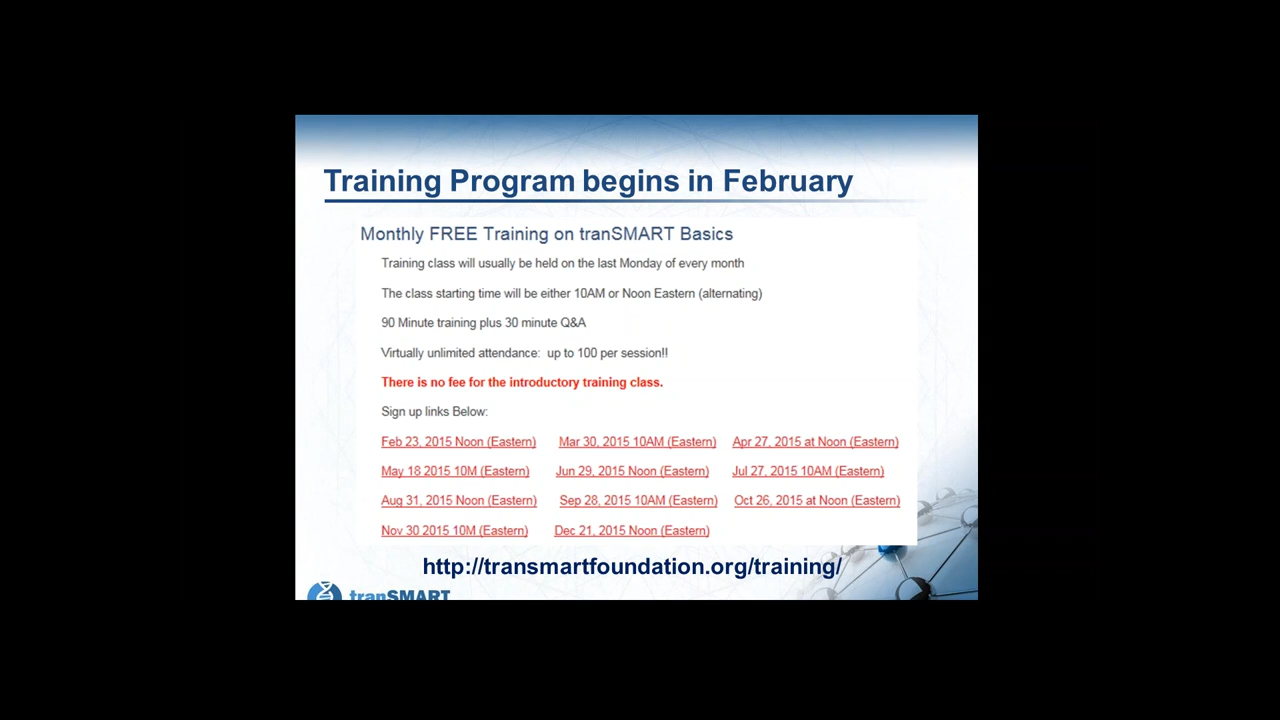 Training Program begins in February
Monthly FREE Training on tranSMART Basics
Training class will usually be held on the last Monday of every month
The class starting time will be either 10AM or Noon Eastern (alternating)
90 Minute training plus 30 minute Q&A
Virtually unlimited attendance:  up to 100 per session!!
There is no fee for the introductory training class.
Sign up links Below:
Feb 23, 2015 Noon (Eastern) Mar 30, 2015 10AM (Eastern) Apr 27, 2015 at Noon (Eastern)
May 18 2015 10M (Eastern) Jun 29, 2015 Noon (Eastern) Jul 27, 2015 10AM (Eastern)
Aug 31, 2015 Noon (Eastern) Sep 28, 2015 10AM (Eastern) Oct 26, 2015 at Noon (Eastern)
Nov 30 2015 10M (Eastern) Dec 21, 2015 Noon (Eastern)
http://transmartfoundation.org/training/
tranSMART